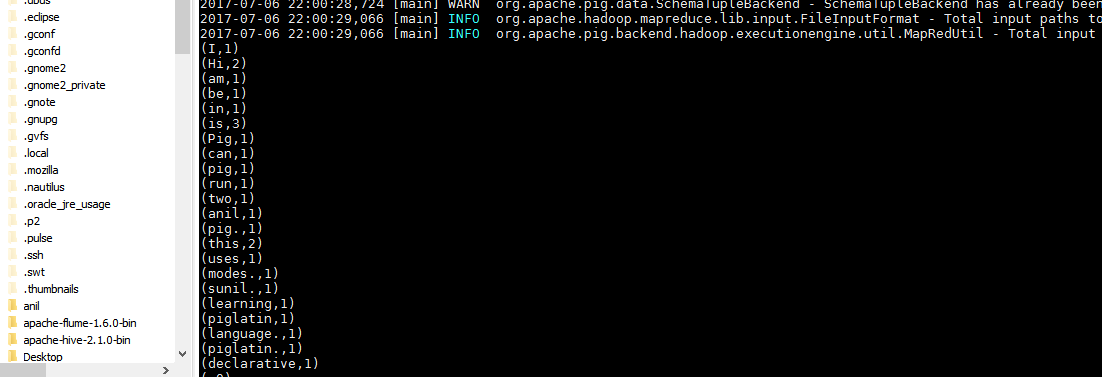 .dbus
.eclipse
.gconf
.gconfd
.gnome2
.gnome2_private
.gnote
.gnupg
.gvfs
.local
.mozilla
.nautilus
.oracle_jre_usage
.p2
.pulse
.ssh
.swt
.thumbnails
anil
apache-flume-1.6.0-bin
apache-hive-2.1.0-bin
Desktop
2017-07-06 22:00:28,724 [main] WARN org.apache.pig.data.SchemaTupleBackend - SchemaTupleBackend has already been
2017-07-06 22:00:29,066 [main] INFO org.apache.hadoop.mapreduce.lib.input.FileInputFormat - Total input paths to
2017-07-06 22:00:29,066 [main] INFO org.apache.pig.backend.hadoop.executionengine.util.MapRedUtil - Total input
(I,1)
(Hi,2)
(am,1)
(be,1)
(in,1)
(is,3)
(Pig,1)
(can,1)
(pig,1)
(run,1)
(two,1)
(anil,1)
(pig.,1)
(this,2)
(uses,1)
(modes.,1)
(sunil.,1)
(learning,1)
(piglatin,1)
(language.,1)
(piglatin.,1)
(declarative,1)